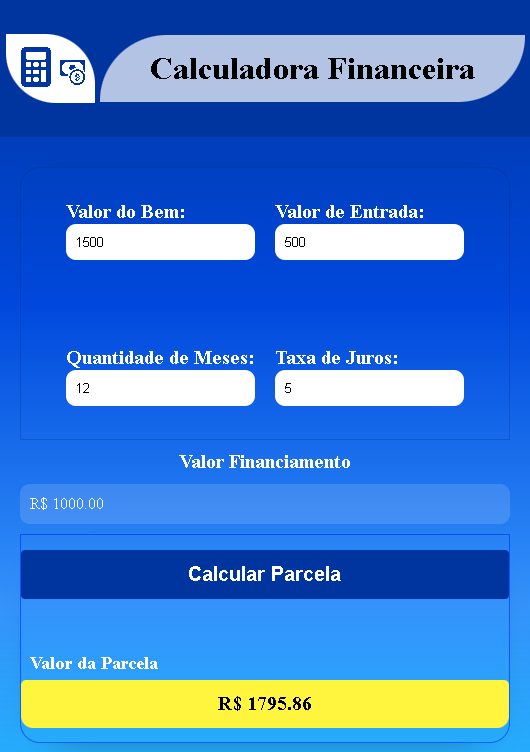 Calculadora Financeira
Valor do Bem:
Valor de Entrada:
1500
500
Quantidade de Meses:
Taxa de Juros:
12
5
Valor Financiamento
R$ 1000.00
Calcular Parcela
Valor da Parcela
R$ 1795.86